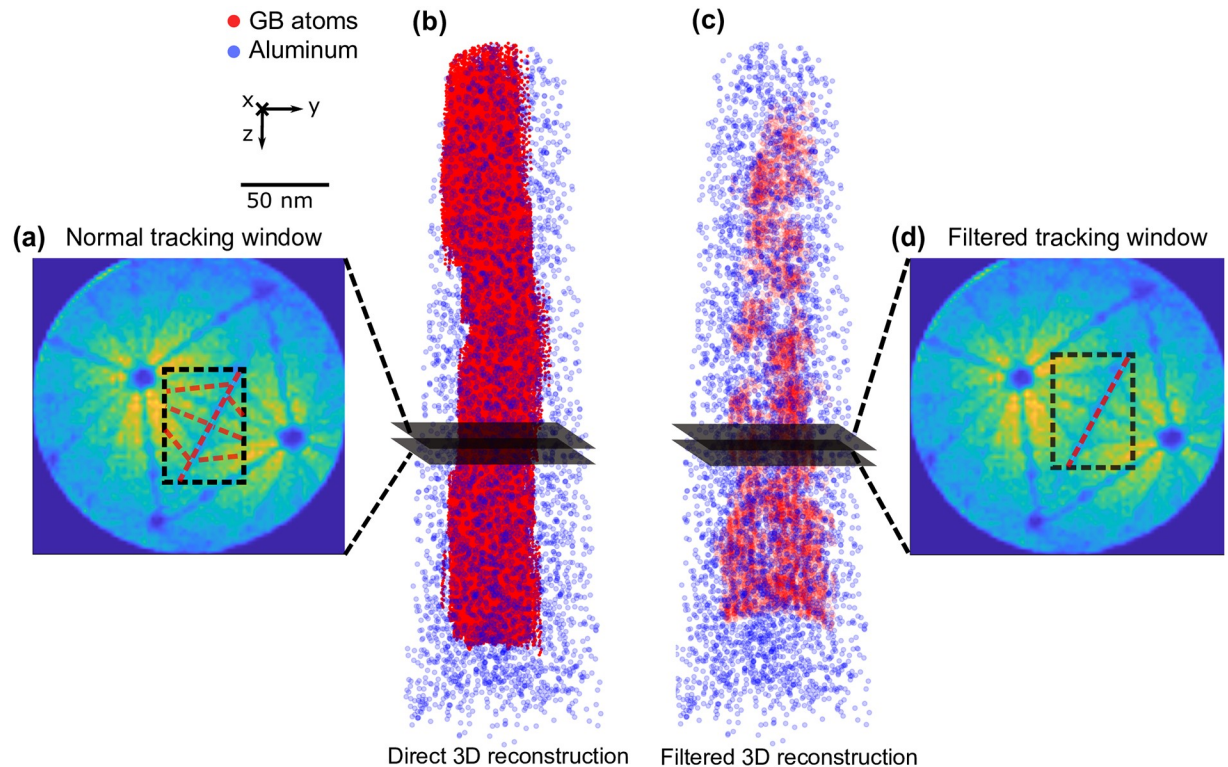 GB atoms
Aluminum
(b)
(c)
x
y
z
50 nm
(a) Normal tracking window
(d) Filtered tracking window
Direct 3D reconstruction
Filtered 3D reconstruction